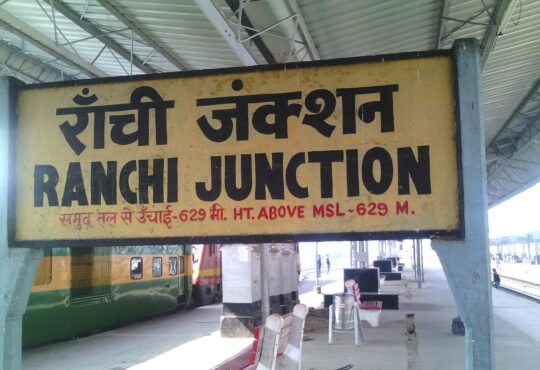 राँची जंक्शन
RANCHI JUNCTION
समुद्र तल से उँचाई-629 मी. HT. ABOVE MSL-629 M.